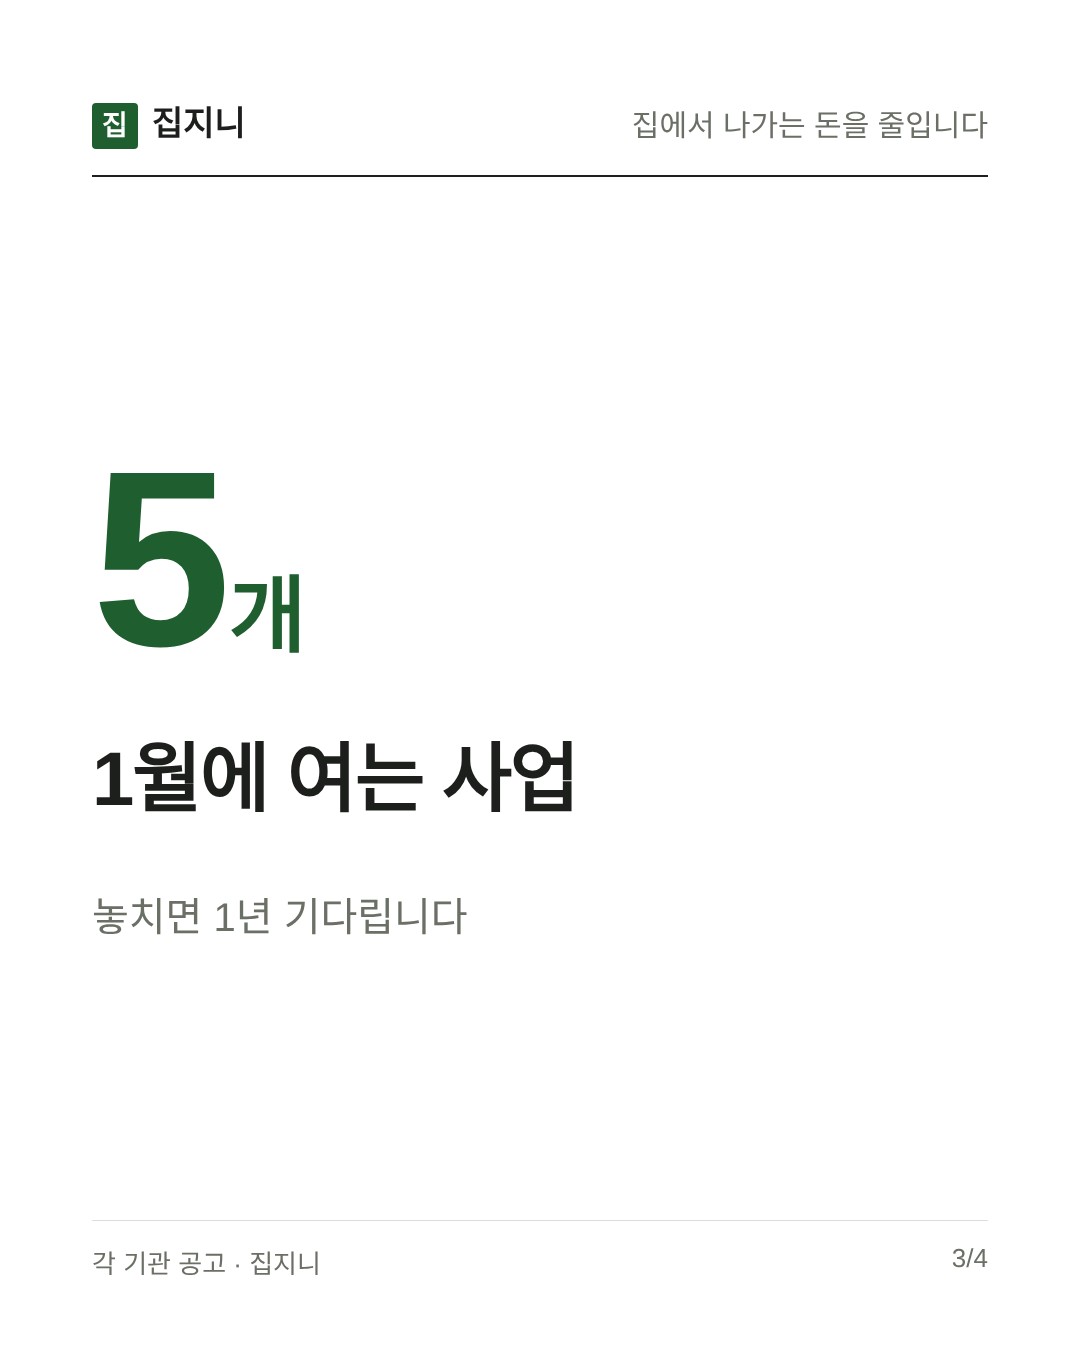 집 집지니
집에서 나가는 돈을 줄입니다
5개
1월에 여는 사업
놓치면 1년 기다립니다
각 기관 공고 · 집지니
3/4